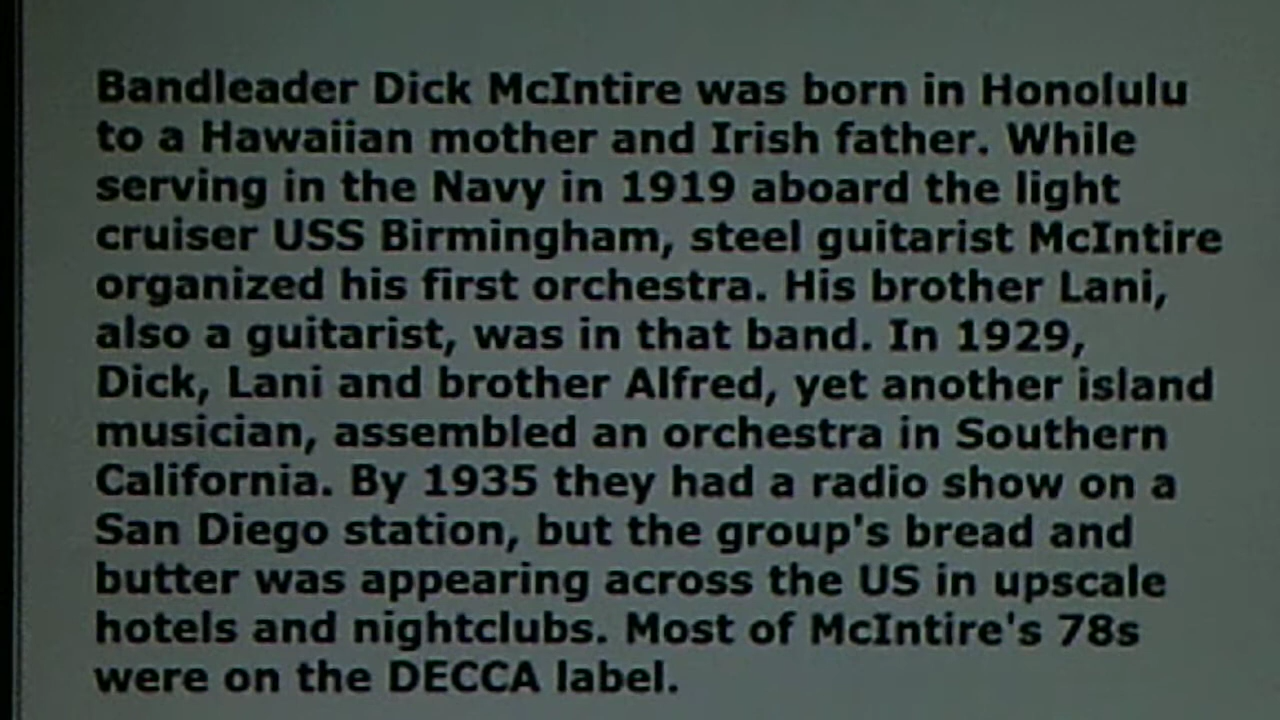 Bandleader Dick McIntire was born in Honolulu
to a Hawaiian mother and Irish father. While
serving in the Navy in 1919 aboard the light
cruiser USS Birmingham, steel guitarist McIntire
organized his first orchestra. His brother Lani,
also a guitarist, was in that band. In 1929,
Dick, Lani and brother Alfred, yet another island
musician, assembled an orchestra in Southern
California. By 1935 they had a radio show on a
San Diego station, but the group's bread and
butter was appearing across the US in upscale
hotels and nightclubs. Most of McIntire's 78s
were on the DECCA label.